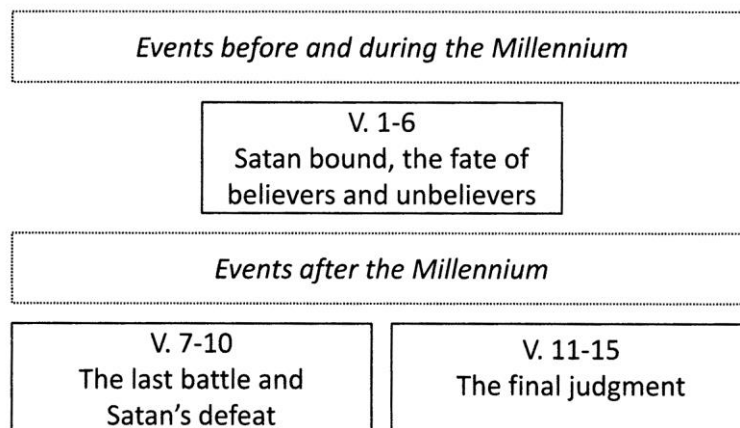 Events before and during the Millennium
V. 1-6
Satan bound, the fate of
believers and unbelievers
Events after the Millennium
V. 7-10
The last battle and
Satan's defeat
V. 11-15
The final judgment